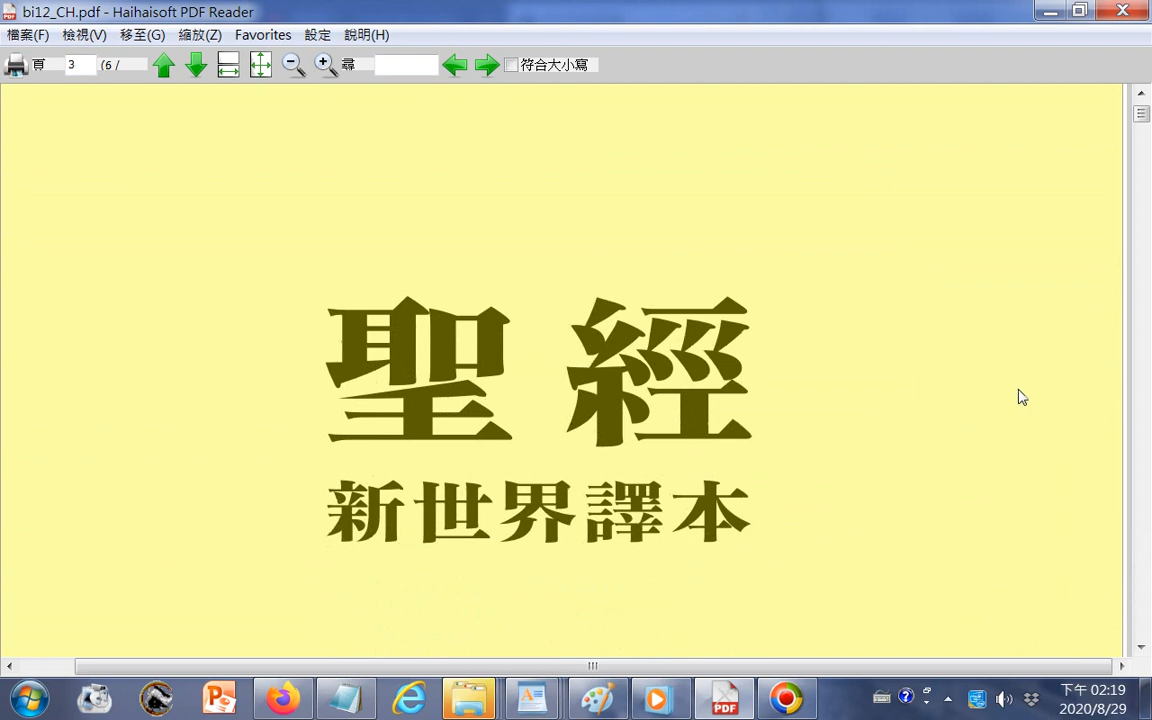 bi12_CH.pdf - Haihaisoft PDF Reader
檔案(F) 檢視(V) 移至(G) 縮放(Z) Favorites 設定 說明(H)
頁 3 (6 / 尋 符合大小寫
聖經
新世界譯本
PDF
下午 02:19
2020/8/29